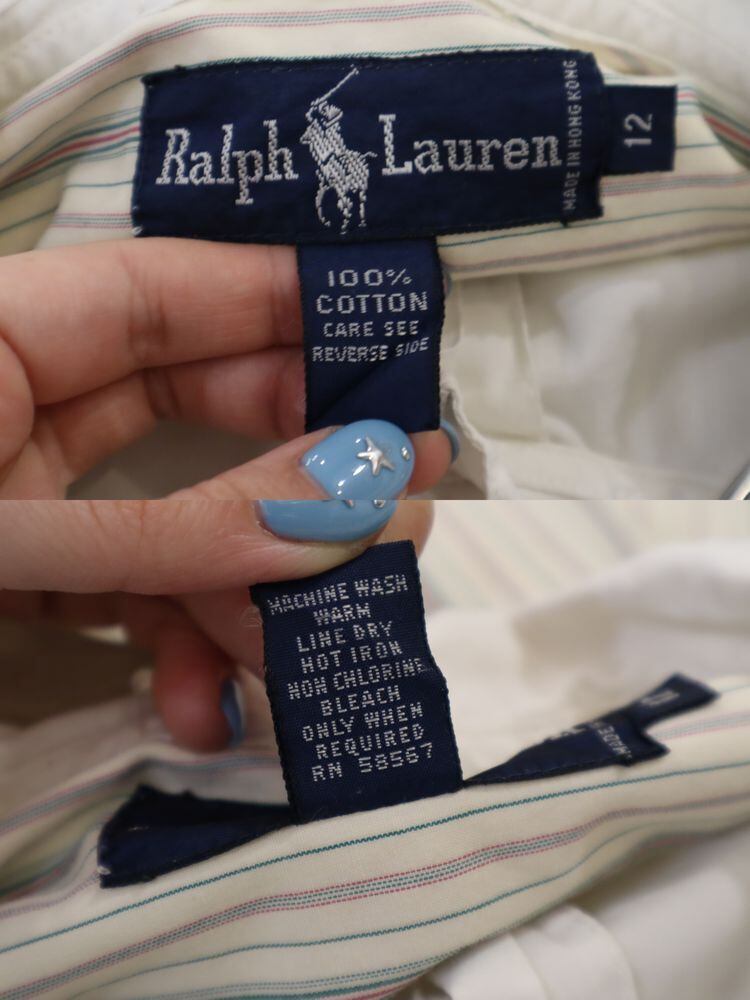 Ralph Lauren
MADE IN HONG KONG
12
100%
COTTON
CARE SEE
REVERSE SIDE
MACHINE WASH
WARM
LINE DRY
HOT IRON
NON CHLORINE
BLEACH
ONLY WHEN
REQUIRED
RN 58567